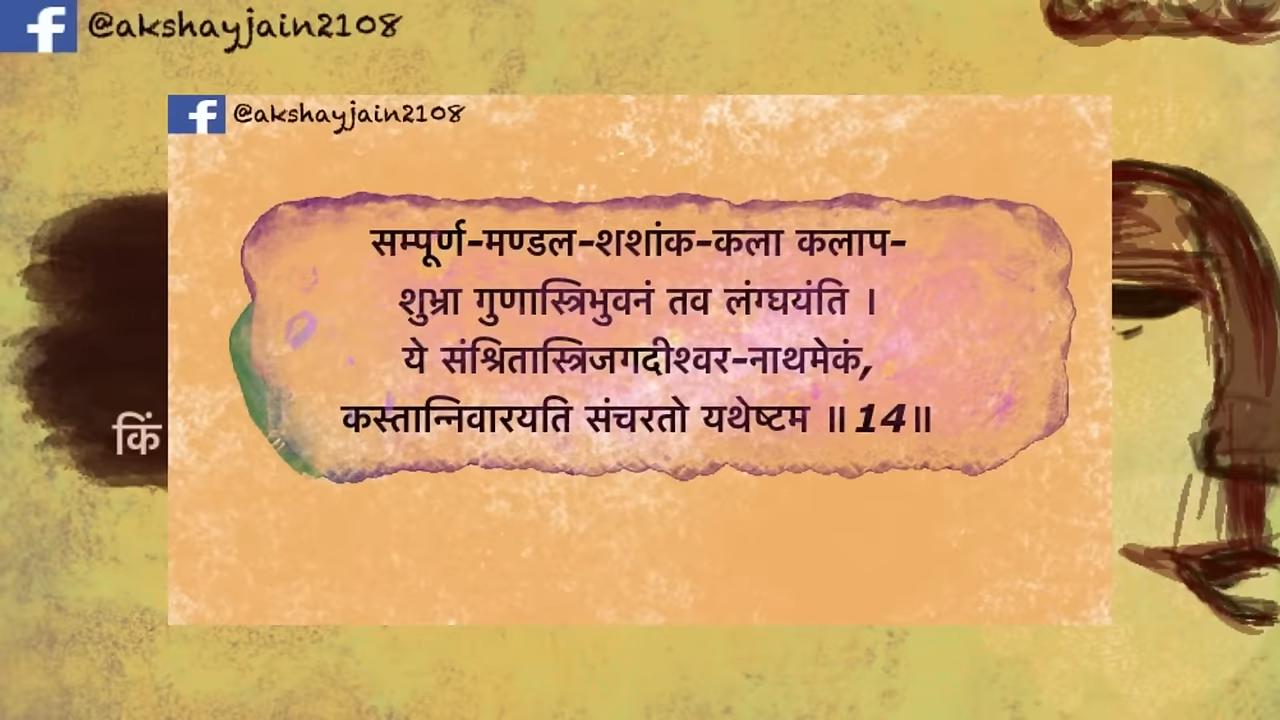 @akshayjain2108
@akshayjain2108
सम्पूर्ण-मण्डल-शशांक-कला कलाप-
शुभ्रा गुणास्त्रिभुवनं तव लंग्घयंति ।
ये संश्रितास्त्रिजगदीश्वर-नाथमेकं,
कस्तान्निवारयति संचरतो यथेष्टम ॥14॥
किं